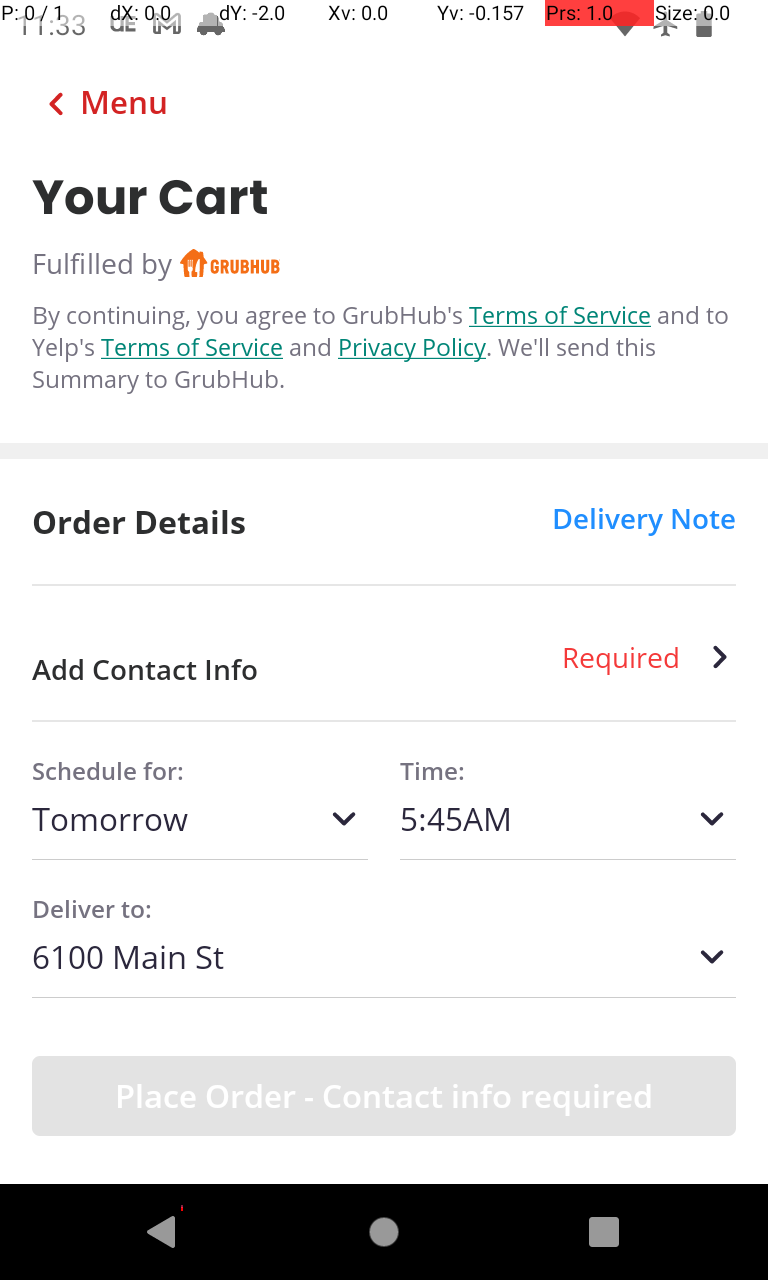 P: 0 / 1 dX: 0.0 dY: -2.0 Xv: 0.0 Yv: -0.157 Prs: 1.0 Size: 0.0
11:33 UE
Menu
Your Cart
Fulfilled by GRUBHUB
By continuing, you agree to GrubHub's Terms of Service and to
Yelp's Terms of Service and Privacy Policy. We'll send this
Summary to GrubHub.
Order Details Delivery Note
Add Contact Info Required
Schedule for: Time:
Tomorrow 5:45AM
Deliver to:
6100 Main St
Place Order - Contact info required